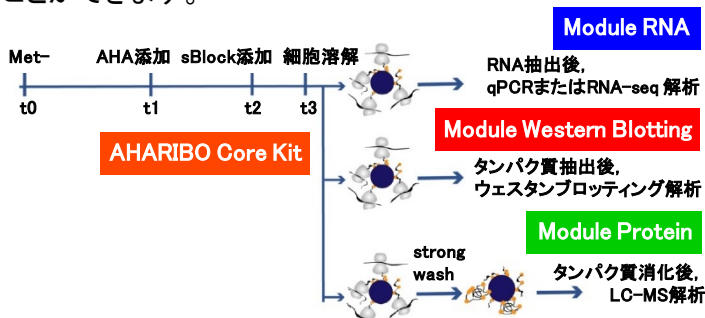 ことができます。
Module RNA
Met-
AHA添加
sBlock添加
細胞溶解
RNA抽出後,
qPCRまたはRNA-seq 解析
t0
t1
t2
t3
Module Western Blotting
AHARIBO Core Kit
タンパク質抽出後,
ウェスタンブロッティング解析
Module Protein
strong
wash
タンパク質消化後,
LC-MS解析